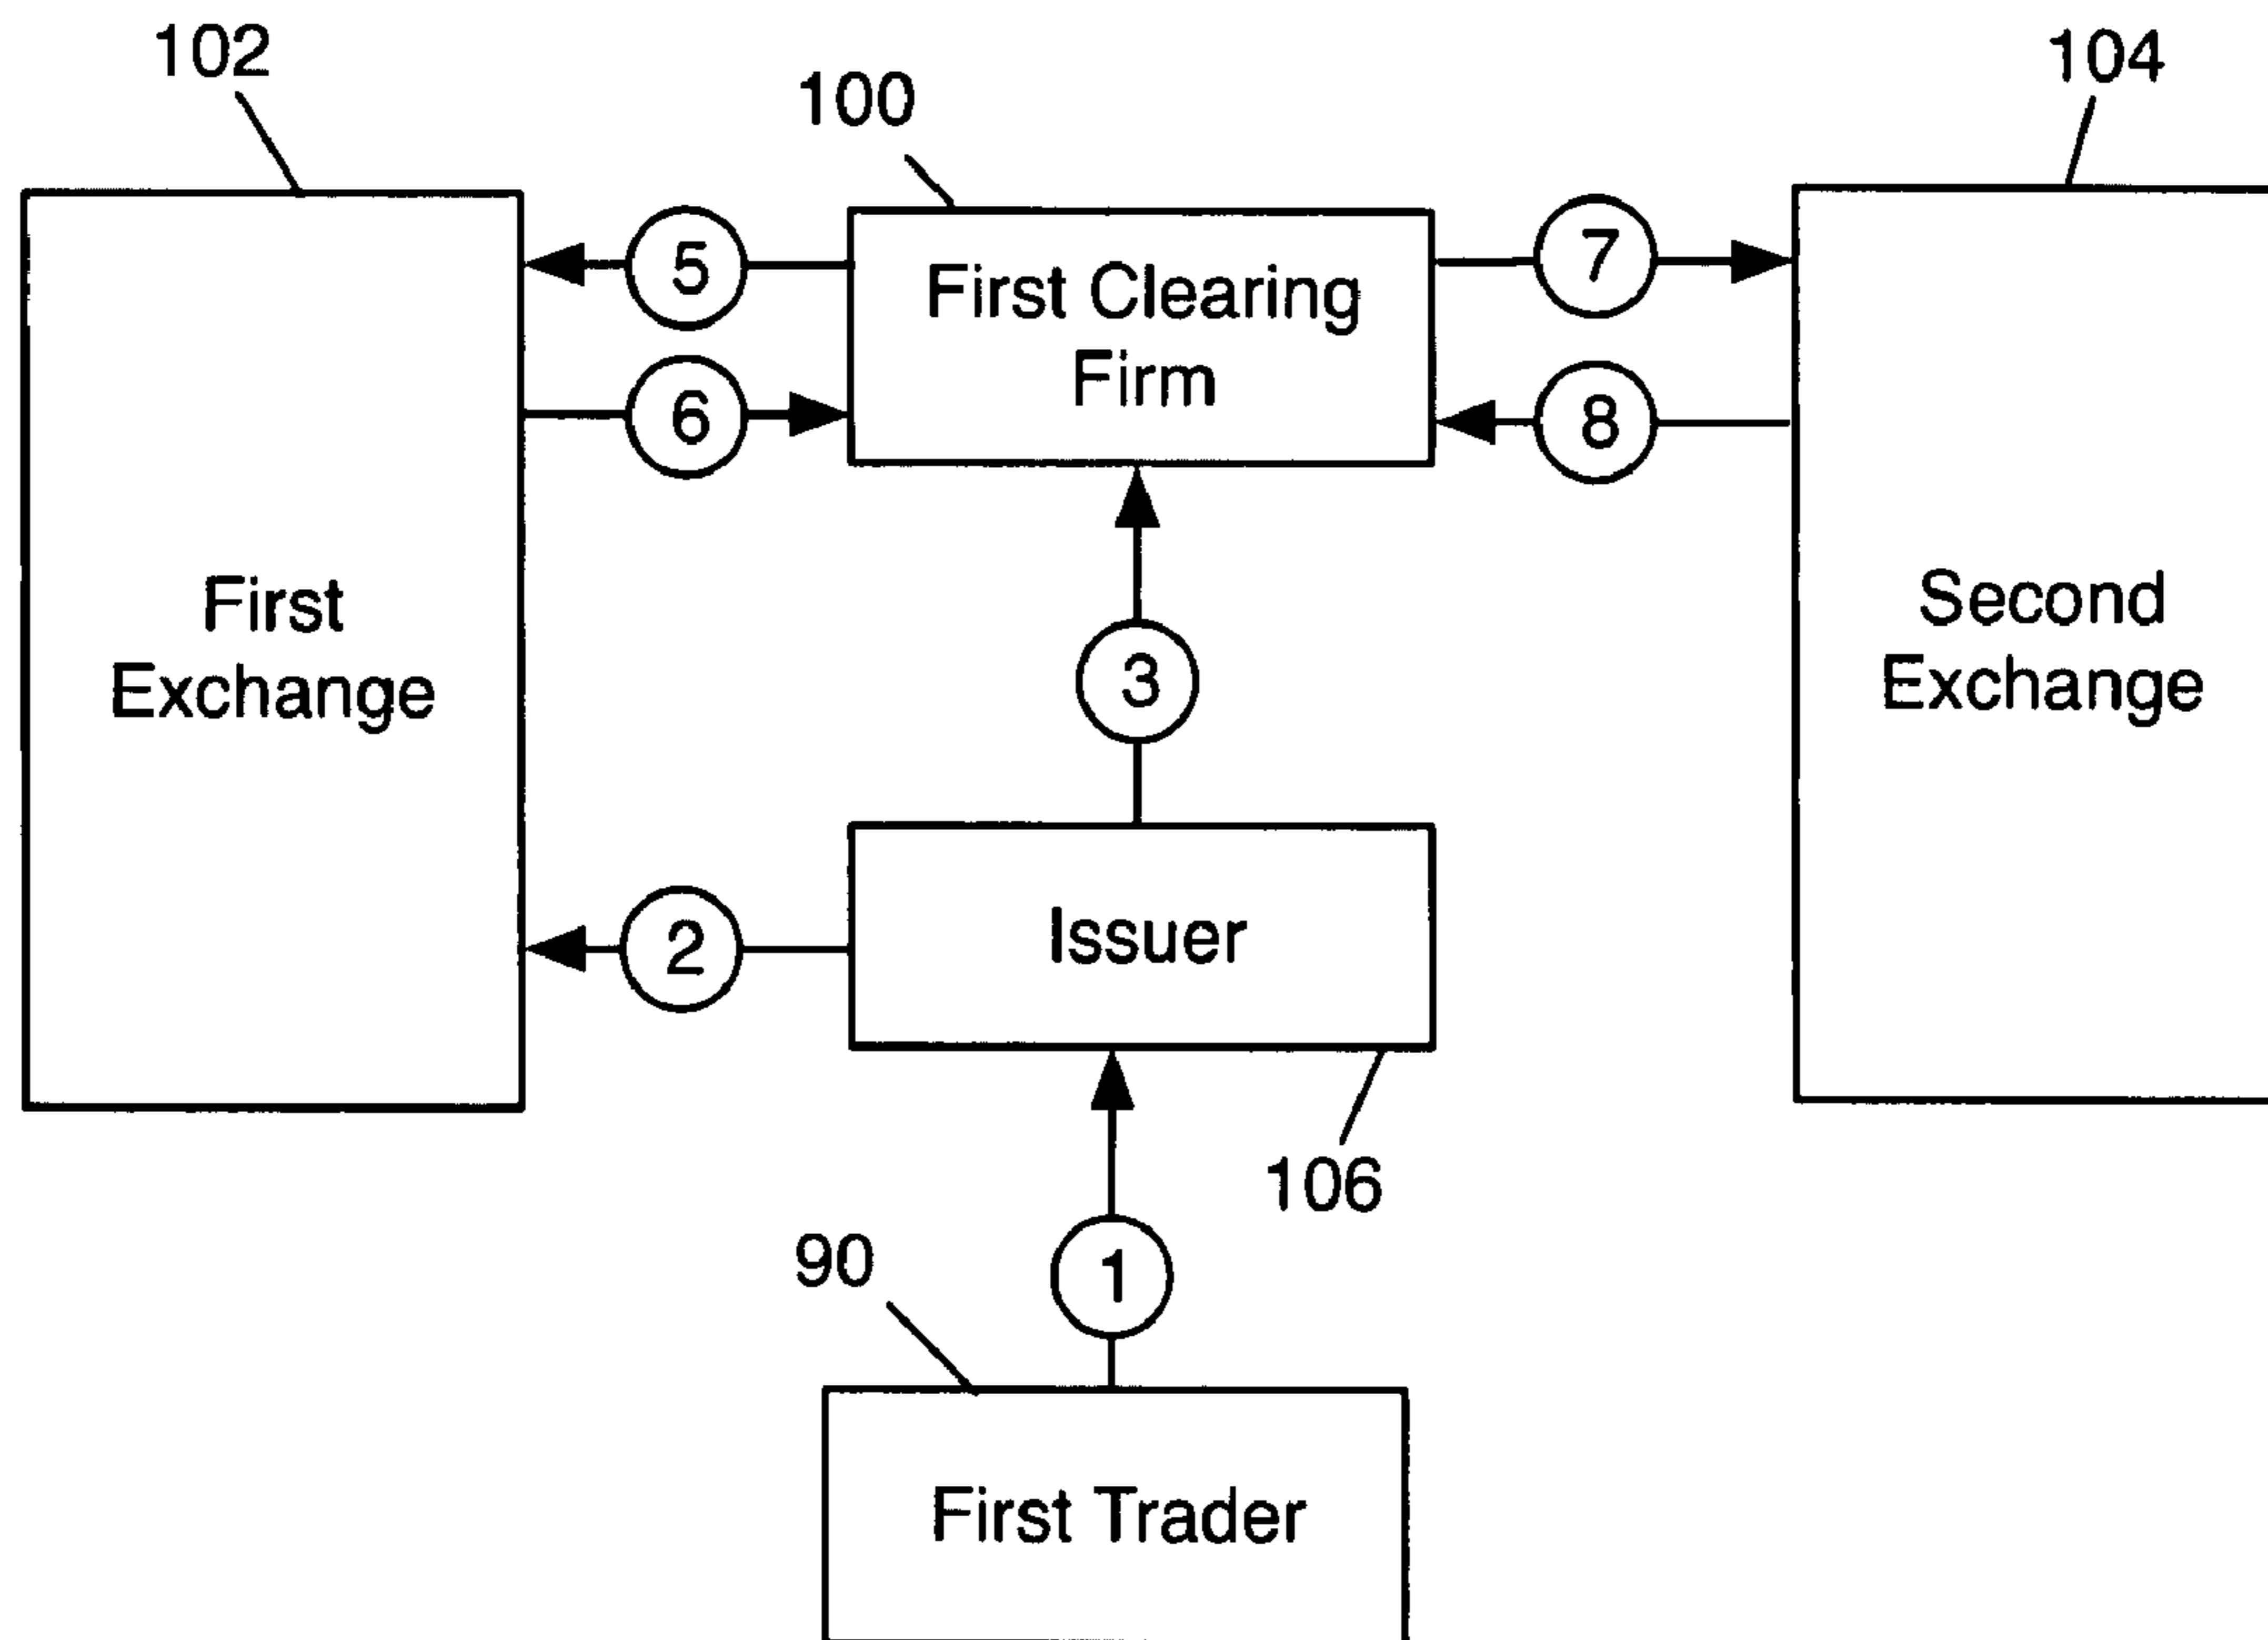 102
100
104
5
7
First Clearing
Firm
6
8
First
Exchange
Second
Exchange
3
2
Issuer
106
90
1
First Trader